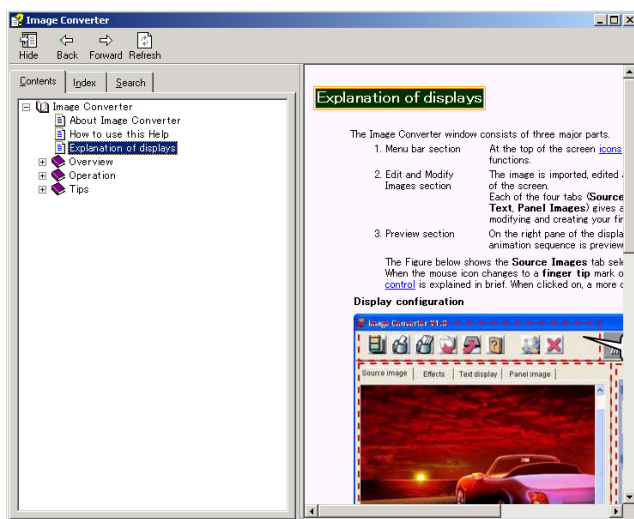 Image Converter
Hide Back Forward Refresh
Contents Index Search
Image Converter
About Image Converter
How to use this Help
Explanation of displays
Overview
Operation
Tips
Explanation of displays
The Image Converter window consists of three major parts.
1. Menu bar section At the top of the screen icons
functions.
2. Edit and Modify Images section The image is imported, edited
of the screen.
Each of the four tabs (Source
Text, Panel Images) gives a
modifying and creating your fir
3. Preview section On the right pane of the displa
animation sequence is preview
The Figure below shows the Source Images tab sele
When the mouse icon changes to a finger tip mark o
control is explained in brief. When clicked on, a more d
Display configuration
Image Converter V1.0
Source image Effects Text display Panel image